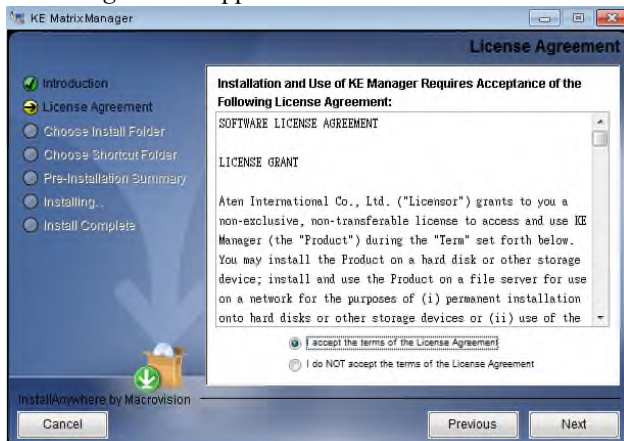 KE MatrixManager
License Agreement
Introduction
License Agreement
Choose Install Folder
Choose Shortcut Folder
Pre-Installation Summary
Installing...
Install Complete
Installation and Use of KE Manager Requires Acceptance of the
Following License Agreement:
SOFTWARE LICENSE AGREEMENT
LICENSE GRANT
Aten International Co., Ltd. ("Licensor") grants to you a
non-exclusive, non-transferable license to access and use KE
Manager (the "Product") during the "Term" set forth below.
You may install the Product on a hard disk or other storage
device; install and use the Product on a file server for use
on a network for the purposes of (i) permanent installation
onto hard disks or other storage devices or (ii) use of the
I accept the terms of the License Agreement
I do NOT accept the terms of the License Agreement
InstallAnywhere by Macrovision
Cancel
Previous
Next